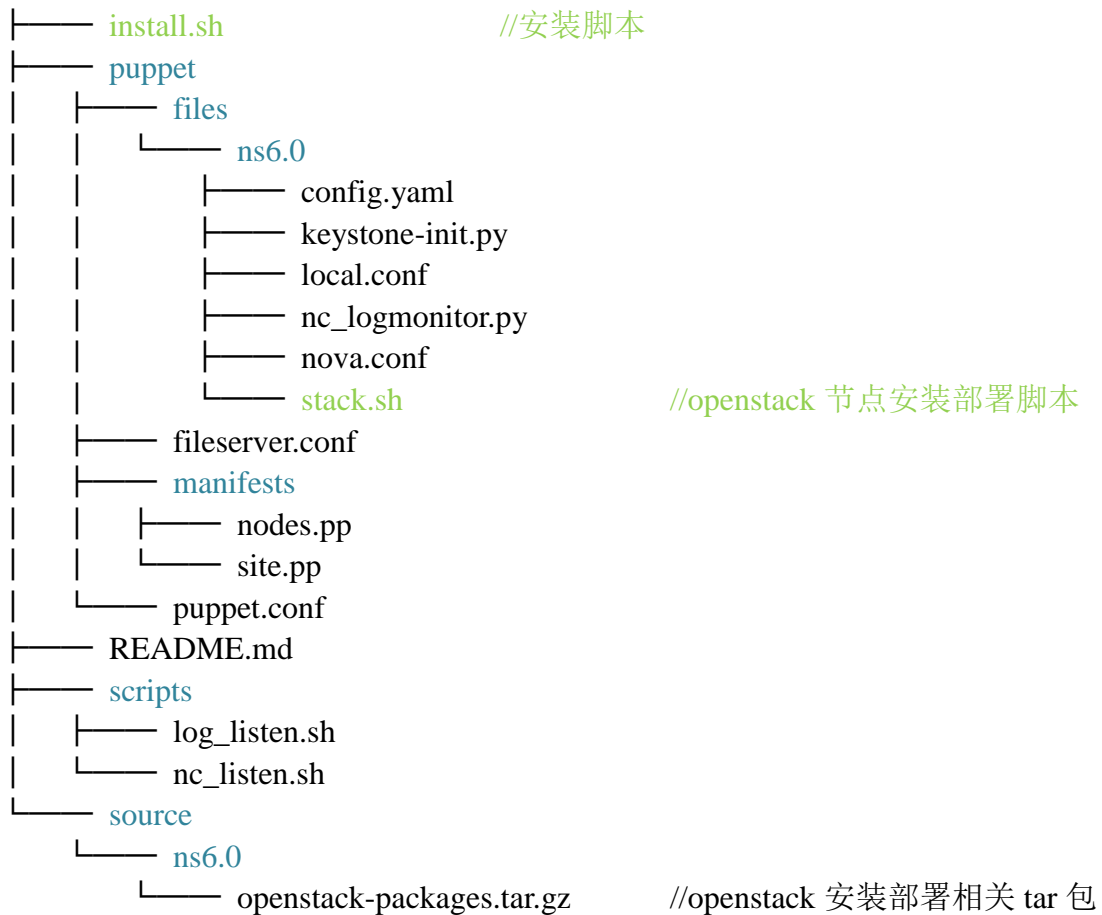 ├── install.sh //安装脚本
├── puppet
│ ├── files
│ │ └── ns6.0
│ │ ├── config.yaml
│ │ ├── keystone-init.py
│ │ ├── local.conf
│ │ ├── nc_logmonitor.py
│ │ ├── nova.conf
│ │ └── stack.sh //openstack 节点安装部署脚本
│ ├── fileserver.conf
│ ├── manifests
│ │ ├── nodes.pp
│ │ └── site.pp
│ └── puppet.conf
├── README.md
├── scripts
│ ├── log_listen.sh
│ └── nc_listen.sh
└── source
└── ns6.0
└── openstack-packages.tar.gz //openstack 安装部署相关 tar 包